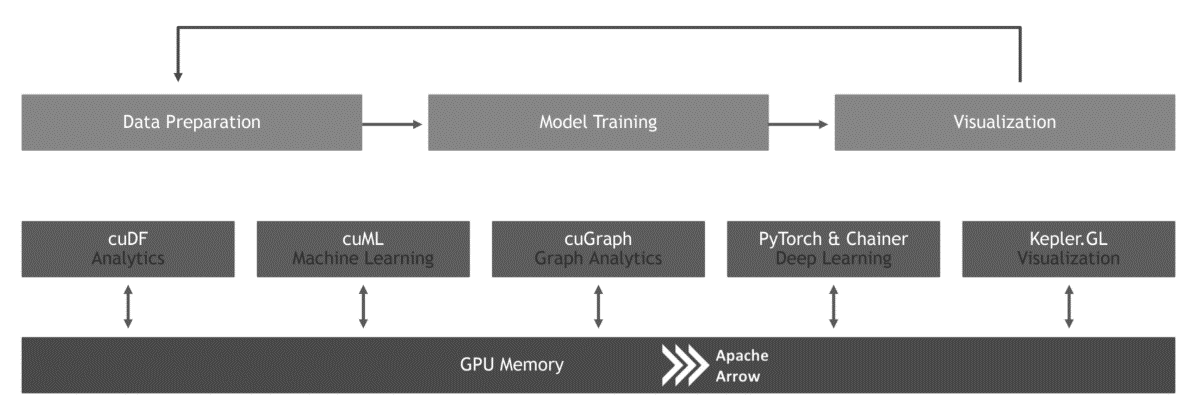 Data Preparation
Model Training
Visualization
cuDF
Analytics
cuML
Machine Learning
cuGraph
Graph Analytics
PyTorch & Chainer
Deep Learning
Kepler.GL
Visualization
GPU Memory
Apache
Arrow